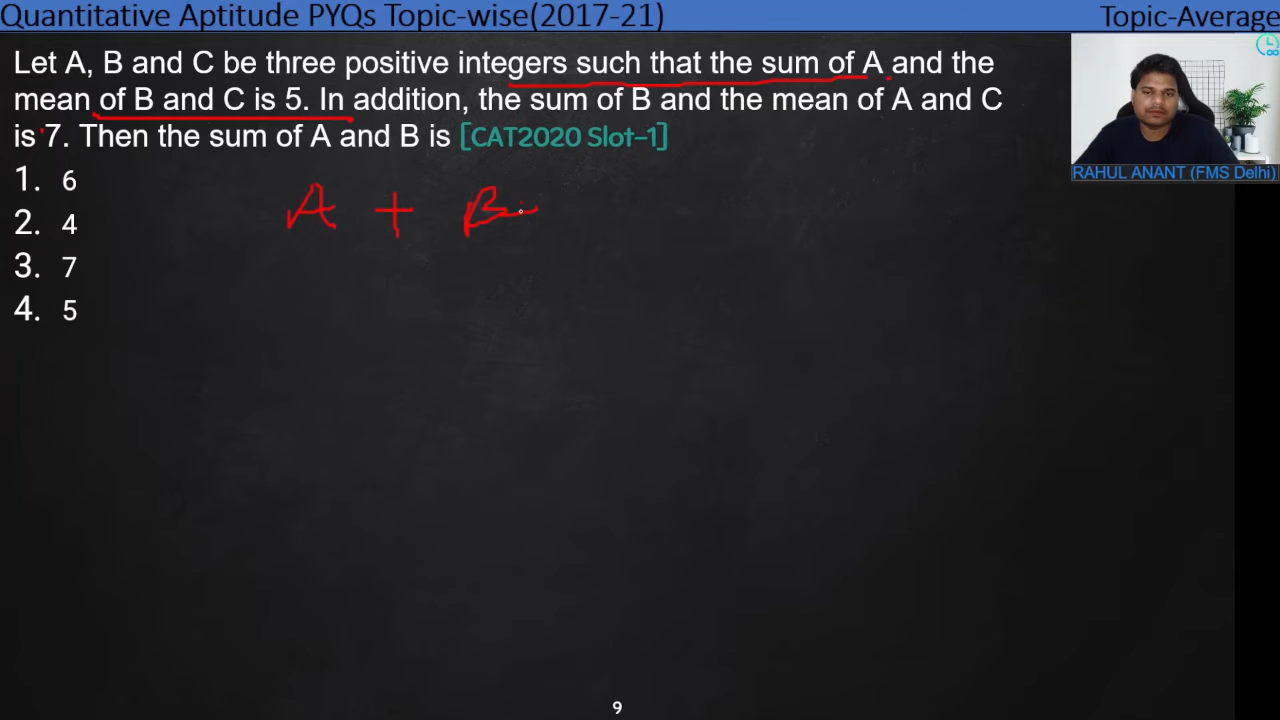 Quantitative Aptitude PYQs Topic-wise(2017-21)
Topic-Average
Let A, B and C be three positive integers such that the sum of A and the
mean of B and C is 5. In addition, the sum of B and the mean of A and C
is 7. Then the sum of A and B is [CAT2020 Slot-1]
1. 6
2. 4
3. 7
4. 5
A + B
RAHUL ANANT (FMS Delhi)
9